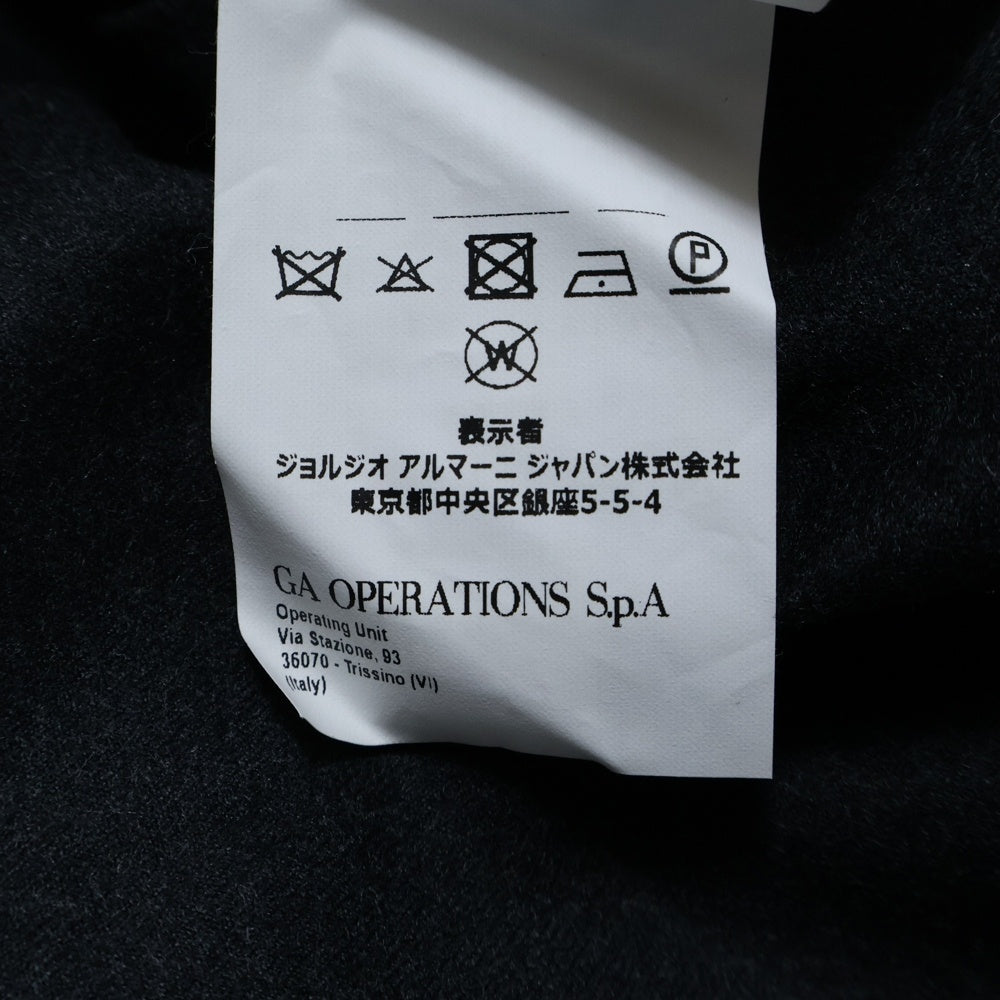 P
W
表示者
ジョルジオ アルマーニ ジャパン株式会社
東京都中央区銀座5-5-4
GA OPERATIONS S.p.A
Operating Unit
Via Stazione, 93
36070 - Trissino (VI)
(Italy)